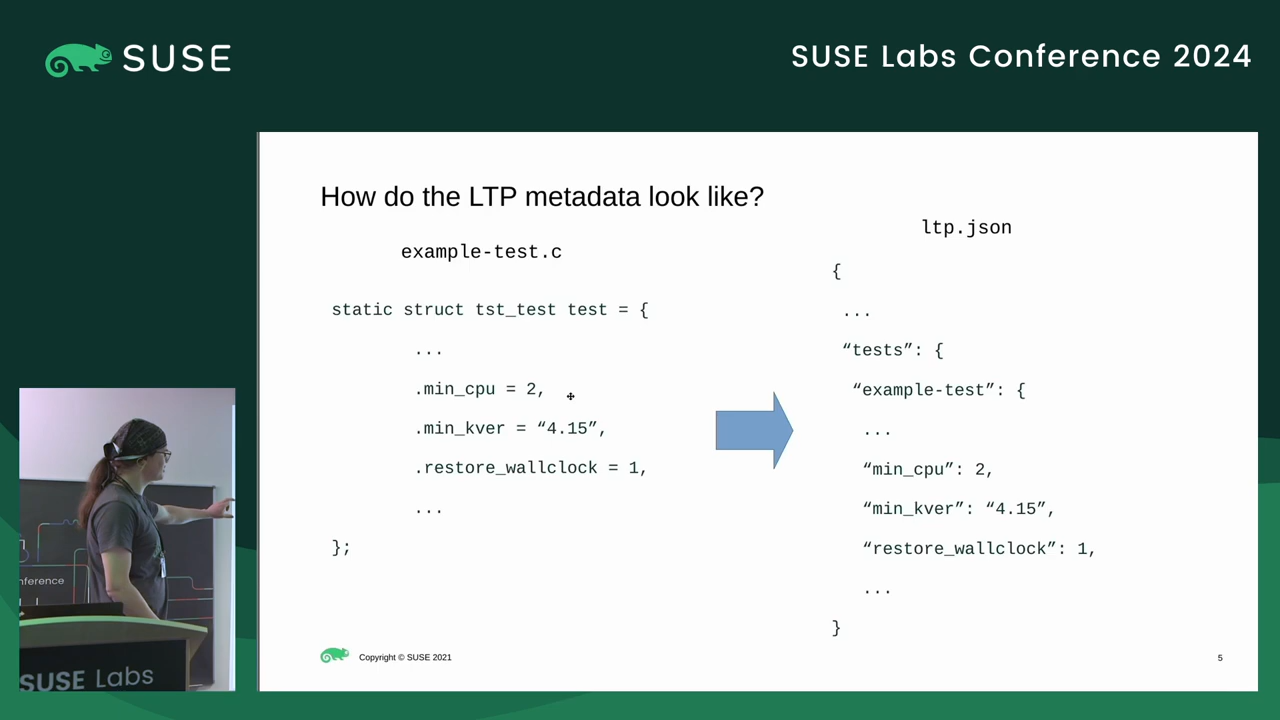 SUSE
SUSE Labs Conference 2024
How do the LTP metadata look like?
example-test.c
static struct tst_test test = {
...
.min_cpu = 2,
.min_kver = “4.15”,
.restore_wallclock = 1,
...
};
ltp.json
{
...
“tests”: {
“example-test”: {
...
“min_cpu”: 2,
“min_kver”: “4.15”,
“restore_wallclock”: 1,
...
}
nference
SUSE Labs
Copyright © SUSE 2021
5